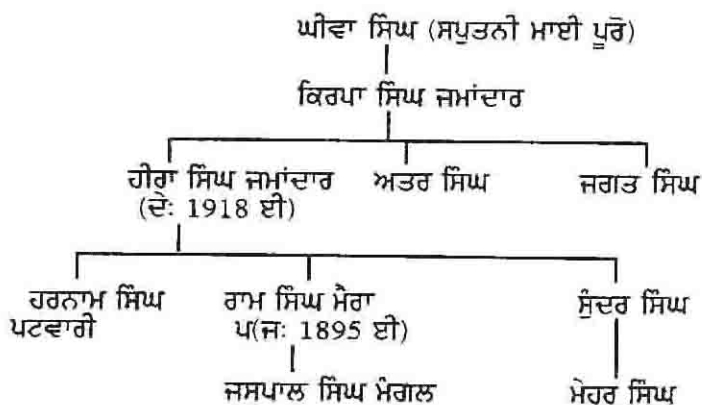 ਘੀਵਾ ਸਿੰਘ (ਸਪੁਤਨੀ ਮਾਈ ਪੂਰੋ)
ਕਿਰਪਾ ਸਿੰਘ ਜਮਾਂਦਾਰ
ਹੀਰਾ ਸਿੰਘ ਜਮਾਂਦਾਰ ਅਤਰ ਸਿੰਘ ਜਗਤ ਸਿੰਘ
(ਦੇ: 1918 ਈ)
ਹਰਨਾਮ ਸਿੰਘ ਰਾਮ ਸਿੰਘ ਮੈਰਾ ਸੁੰਦਰ ਸਿੰਘ
ਪਟਵਾਰੀ ਪ(ਜ: 1895 ਈ)
ਜਸਪਾਲ ਸਿੰਘ ਮੰਗਲ ਮੇਹਰ ਸਿੰਘ